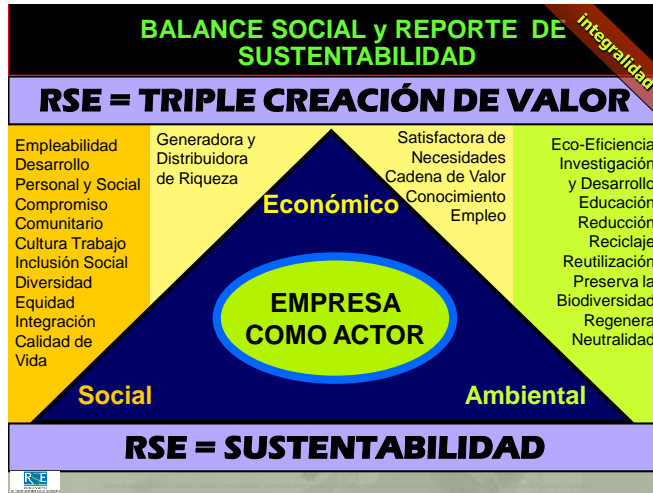 BALANCE SOCIAL y REPORTE DE
SUSTENTABILIDAD
integralidad
RSE = TRIPLE CREACIÓN DE VALOR
Empleabilidad
Desarrollo
Personal y Social
Compromiso
Comunitario
Cultura Trabajo
Inclusión Social
Diversidad
Equidad
Integración
Calidad de
Vida
Generadora y
Distribuidora
de Riqueza
Satisfactora de
Necesidades
Cadena de Valor
Conocimiento
Empleo
Eco-Eficiencia
Investigación
y Desarrollo
Educación
Reducción
Reciclaje
Reutilización
Preserva la
Biodiversidad
Regenera
Neutralidad
Económico
EMPRESA
COMO ACTOR
Social
Ambiental
RSE = SUSTENTABILIDAD
RSE